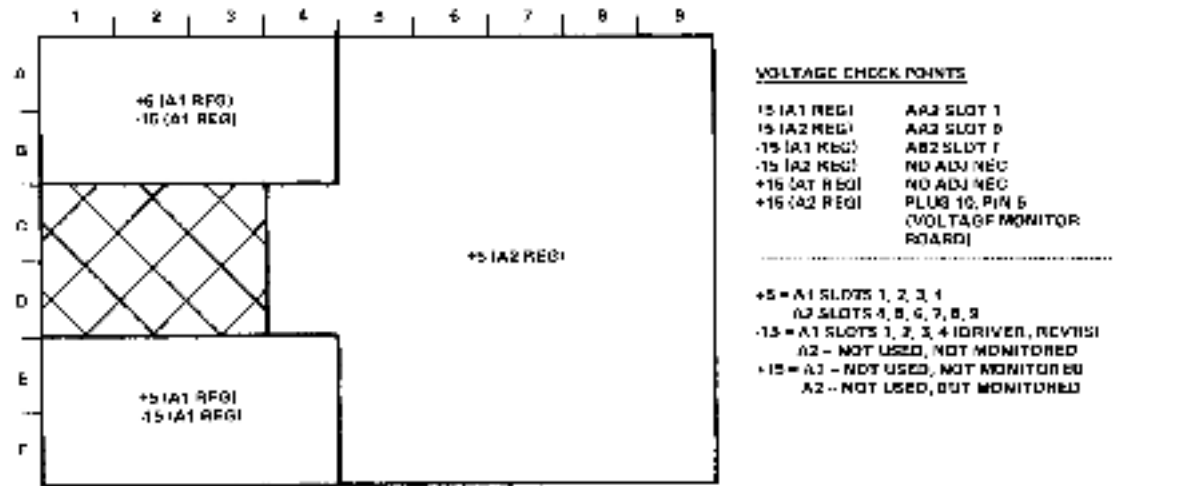 1 2 3 4 5 6 7 8 9
A
+5 (A1 REG)
-15 (A1 REG)
B
C
+5 (A2 REG)
D
E
+5 (A1 REG)
-15 (A1 REG)
F
VOLTAGE CHECK POINTS
+5 (A1 REG) AA2 SLOT 1
+5 (A2 REG) AA2 SLOT
-15 (A1 REG) AB2 SLOT 1
-15 (A2 REG) NO ADJ NEC
+15 (A1 REG) NO ADJ NEC
+15 (A2 REG) PLUG 10, PIN
(VOLTAGE MONITOR
BOARD)
+5 = A1 SLOTS 1, 2, 3, 4
A2 SLOTS 4, 5, 6, 7, 8, 9
-15 = A1 SLOTS 1, 2, 3, 4 (DRIVER, RCVRS)
A2 – NOT USED, NOT MONITORED
+15 = A1 – NOT USED, NOT MONITORED
A2 – NOT USED, BUT MONITORED